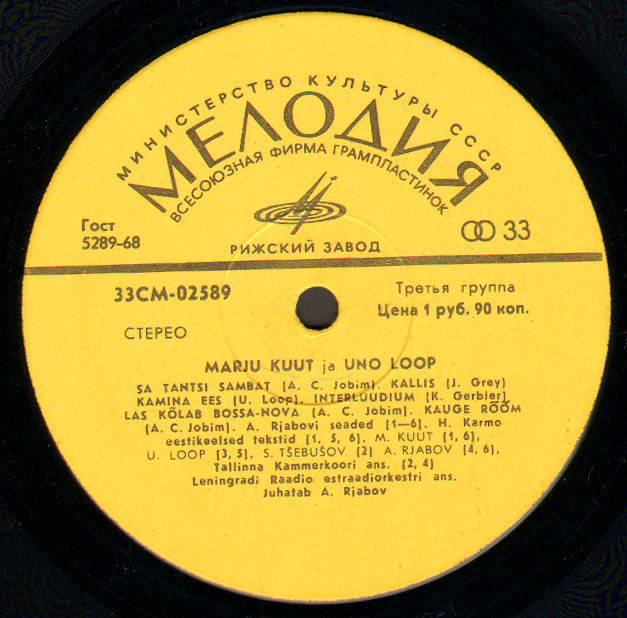 МИНИСТЕРСТВО КУЛЬТУРЫ СССР
МЕЛОДИЯ
ВСЕСОЮЗНАЯ ФИРМА ГРАМПЛАСТИНОК
Гост
5289-68
РИЖСКИЙ ЗАВОД
33
33СМ-02589
Третья группа
Цена 1 руб. 90 коп.
СТЕРЕО
MARJU KUUT ja UNO LOOP
SA TANTSI SAMBAT (A. C. Jobim). KALLIS (J. Grey)
KAMINA EES (U. Loop). INTERLUUDIUM (K. Gerbler)
LAS KÕLAB BOSSA-NOVA (A. C. Jobim). KAUGE RÕÕM
(A. C. Jobim). A. Rjabovi seaded (1—6). H. Karmo
eestikeelsed tekstid (1, 5, 6). M. KUUT (1, 6),
U. LOOP (3, 5), S. TŠEBUŠOV (2) A. RJABOV (4, 6),
Tallinna Kammerkoori ans. (2, 4)
Leningradi Raadio estraadiorkestri ans.
Juhatab A. Rjabov